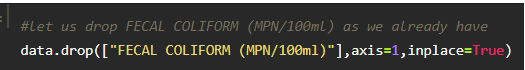 #let us drop FECAL COLIFORM (MPN/100ml) as we already have
data.drop(["FECAL COLIFORM (MPN/100ml)"],axis=1,inplace=True)